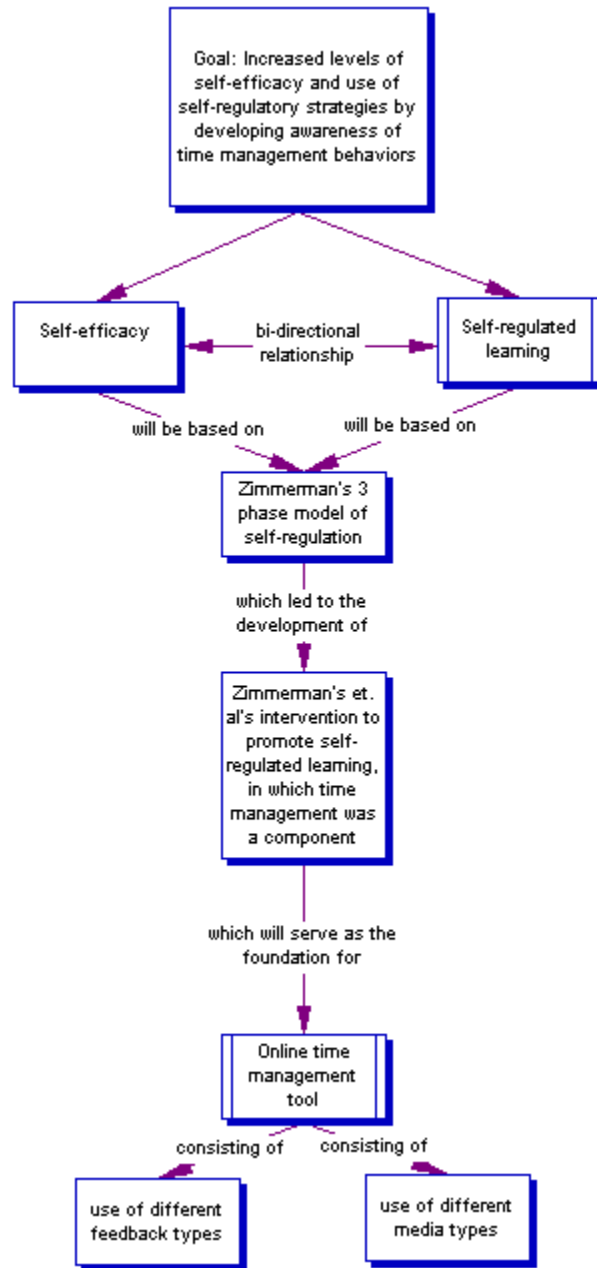 Goal: Increased levels of
self-efficacy and use of
self-regulatory strategies by
developing awareness of
time management behaviors
Self-efficacy
bi-directional
relationship
Self-regulated
learning
will be based on
will be based on
Zimmerman's 3
phase model of
self-regulation
which led to the
development of
Zimmerman's et.
al's intervention to
promote self-
regulated learning,
in which time
management was
a component
which will serve as the
foundation for
Online time
management
tool
consisting of
consisting of
use of different
feedback types
use of different
media types